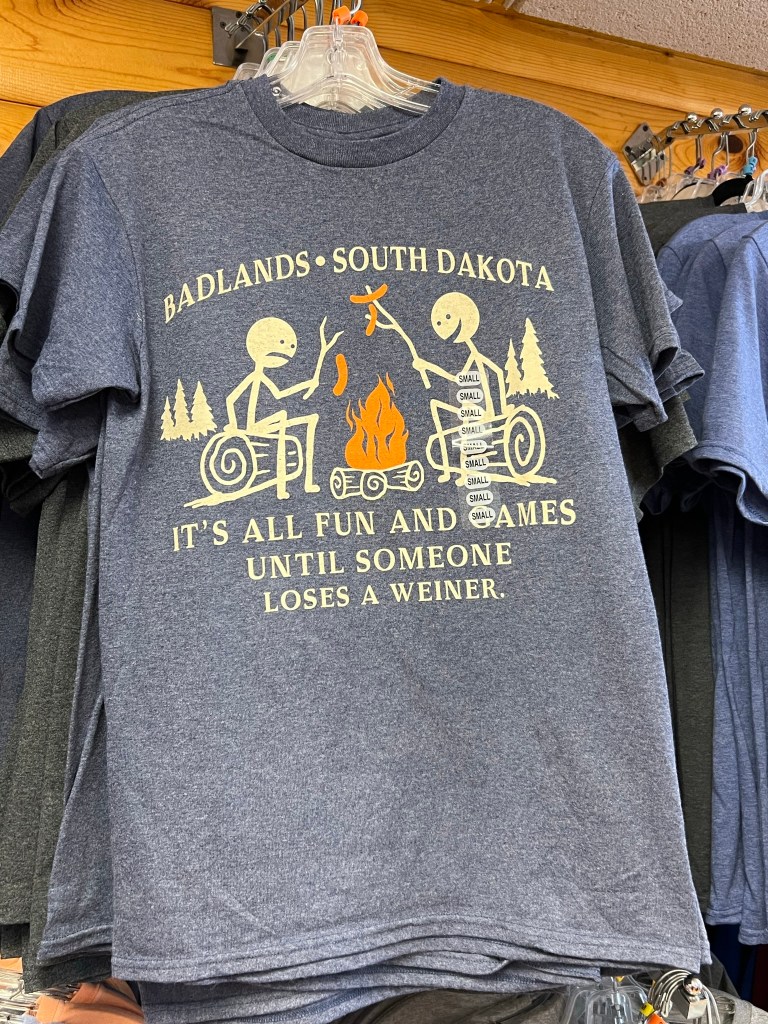 BADLANDS • SOUTH DAKOTA
SMALL
SMALL
SMALL
SMALL
SMALL
SMALL
SMALL
SMALL
SMALL
IT'S ALL FUN AND GAMES
UNTIL SOMEONE
LOSES A WEINER.